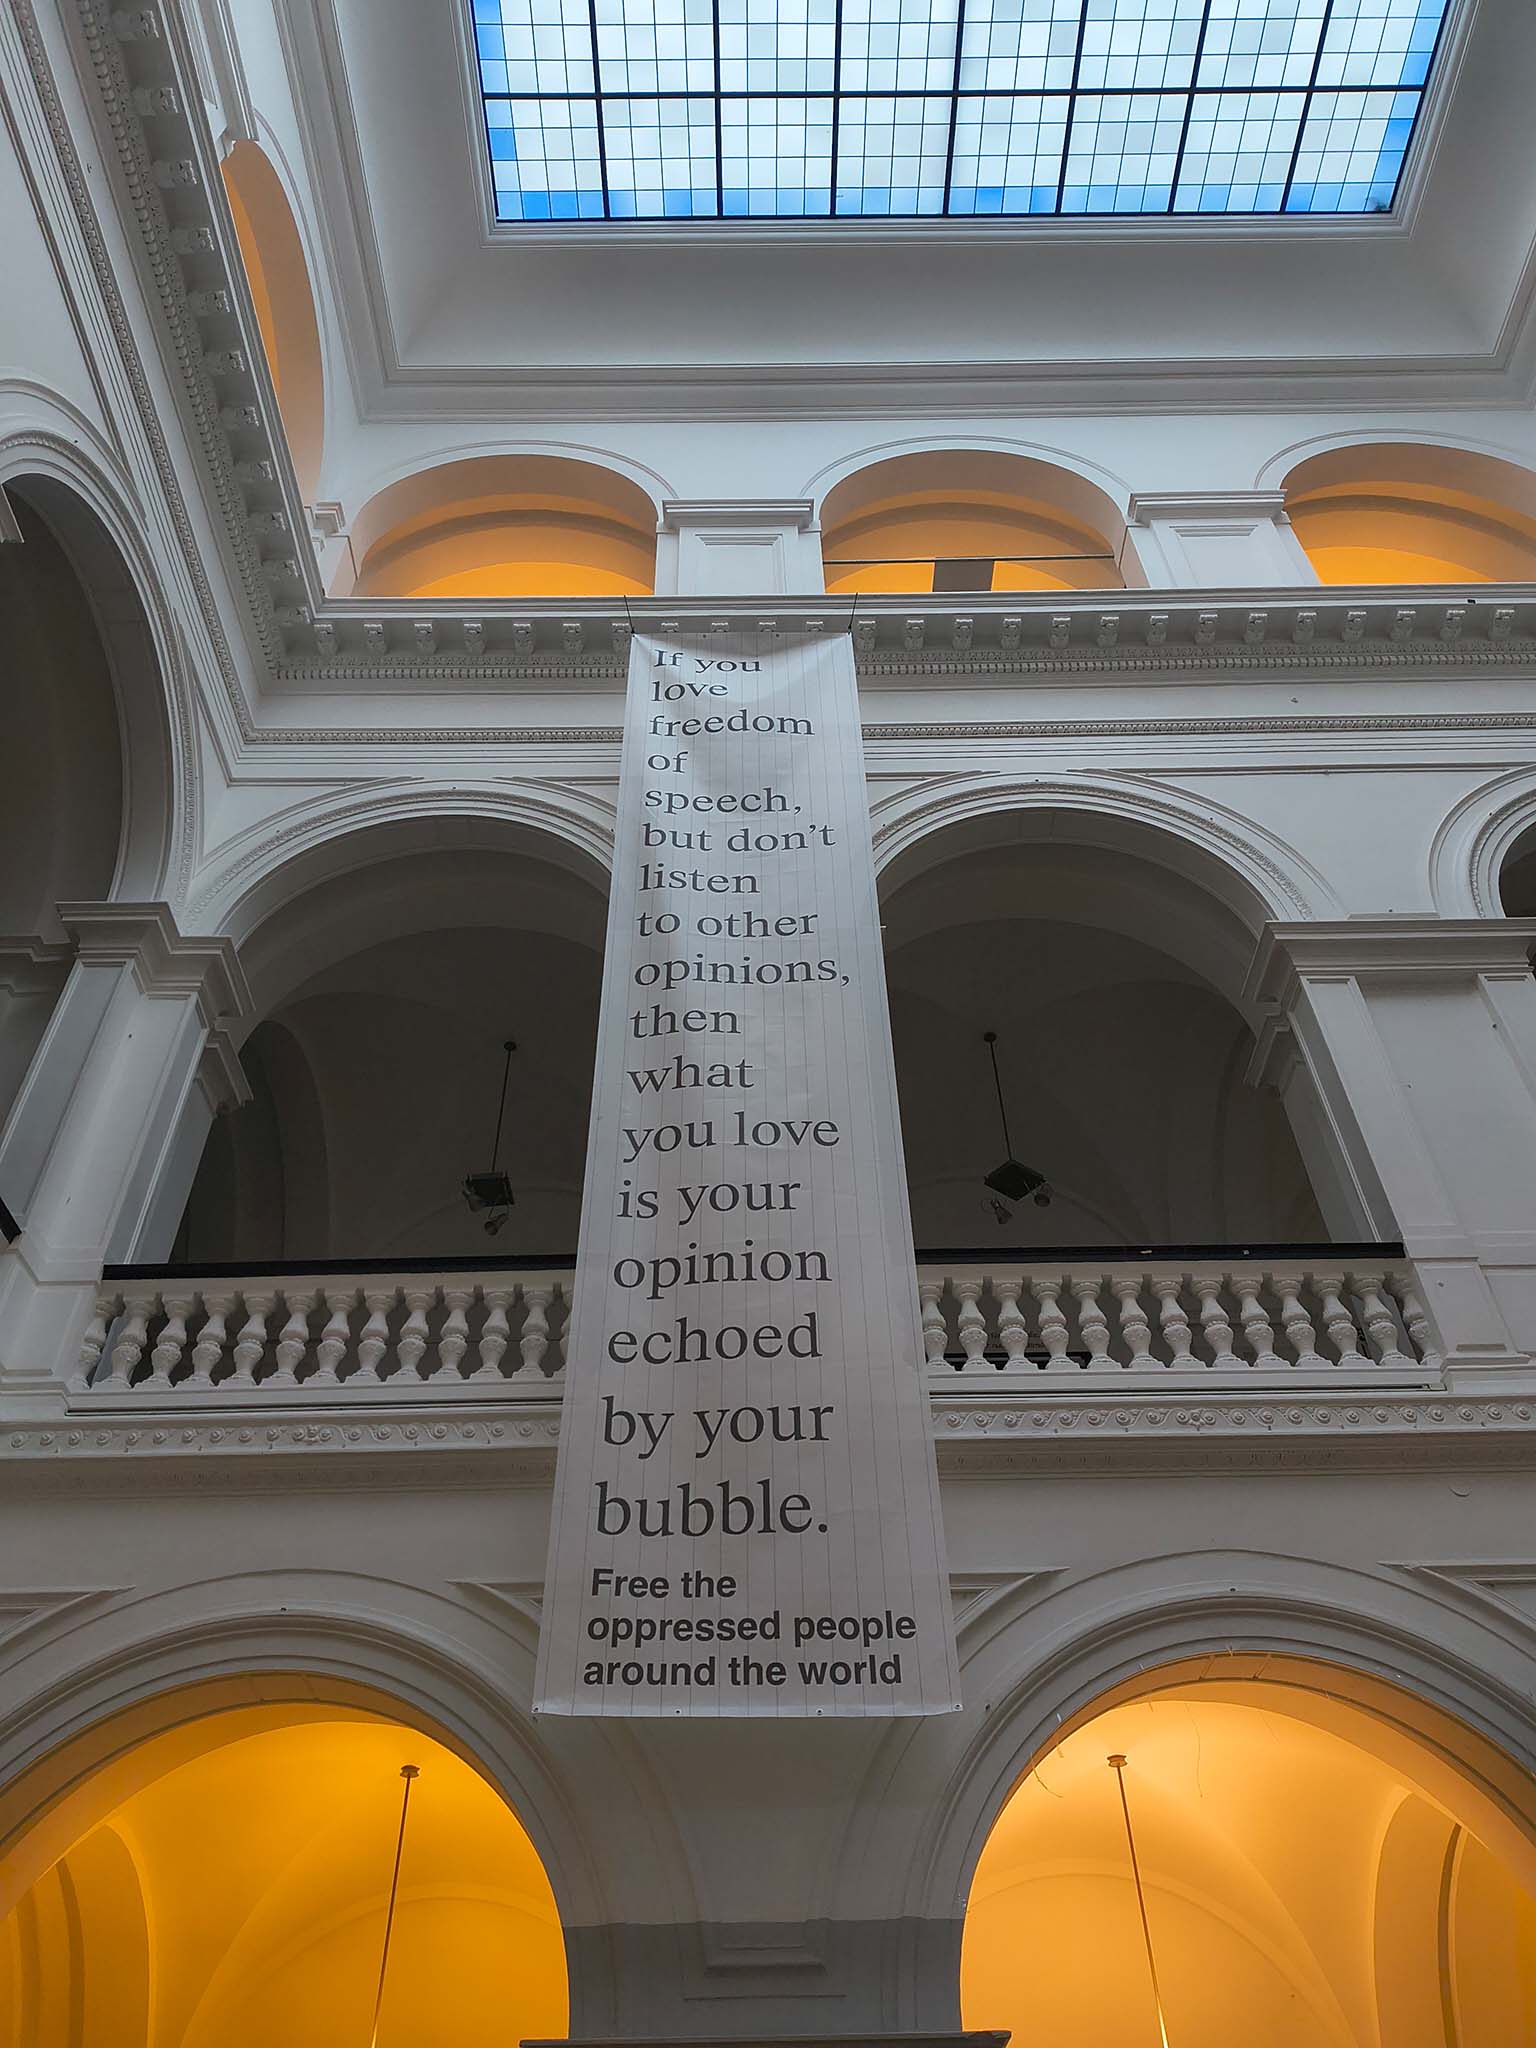 If you
love
freedom
of
speech,
but don't
listen
to other
opinions,
then
what
you love
is your
opinion
echoed
by your
bubble.
Free the
oppressed people
around the world